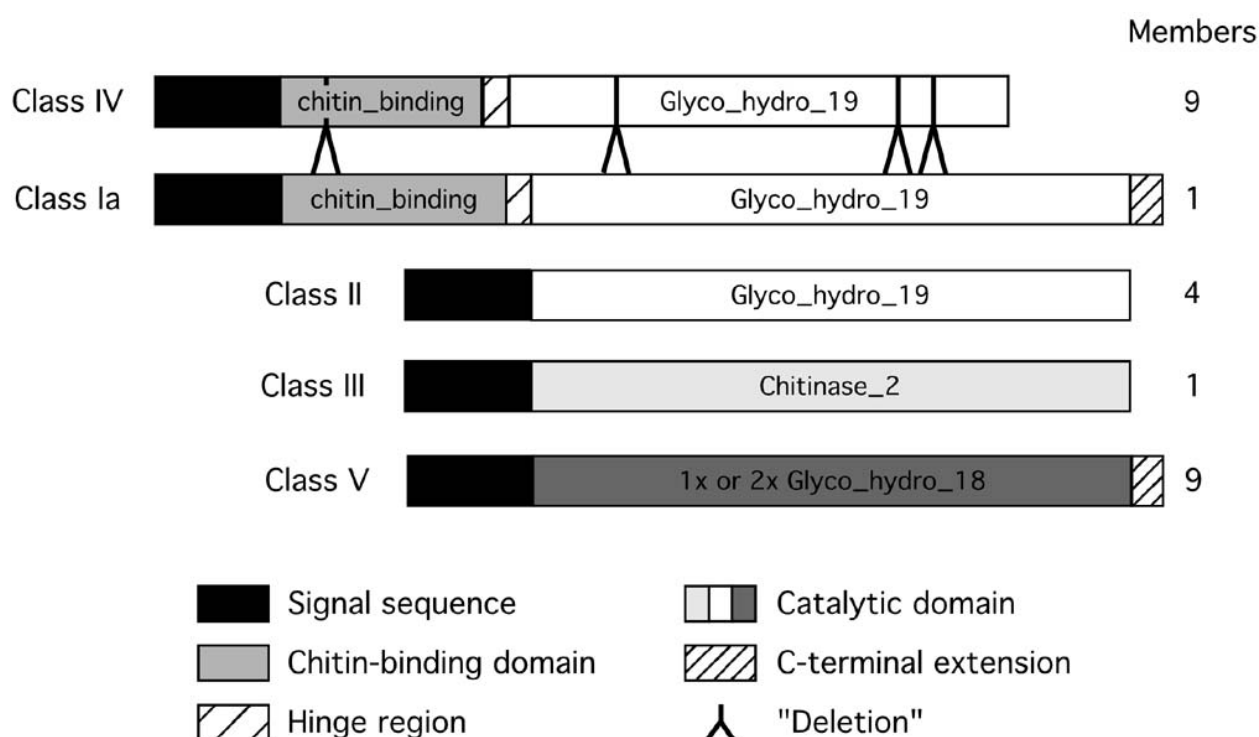 Members
Class IV chitin_binding Glyco_hydro_19 9
Class Ia chitin_binding Glyco_hydro_19 1
Class II Glyco_hydro_19 4
Class III Chitinase_2 1
Class V 1x or 2x Glyco_hydro_18 9
Signal sequence Catalytic domain
Chitin-binding domain C-terminal extension
Hinge region "Deletion"